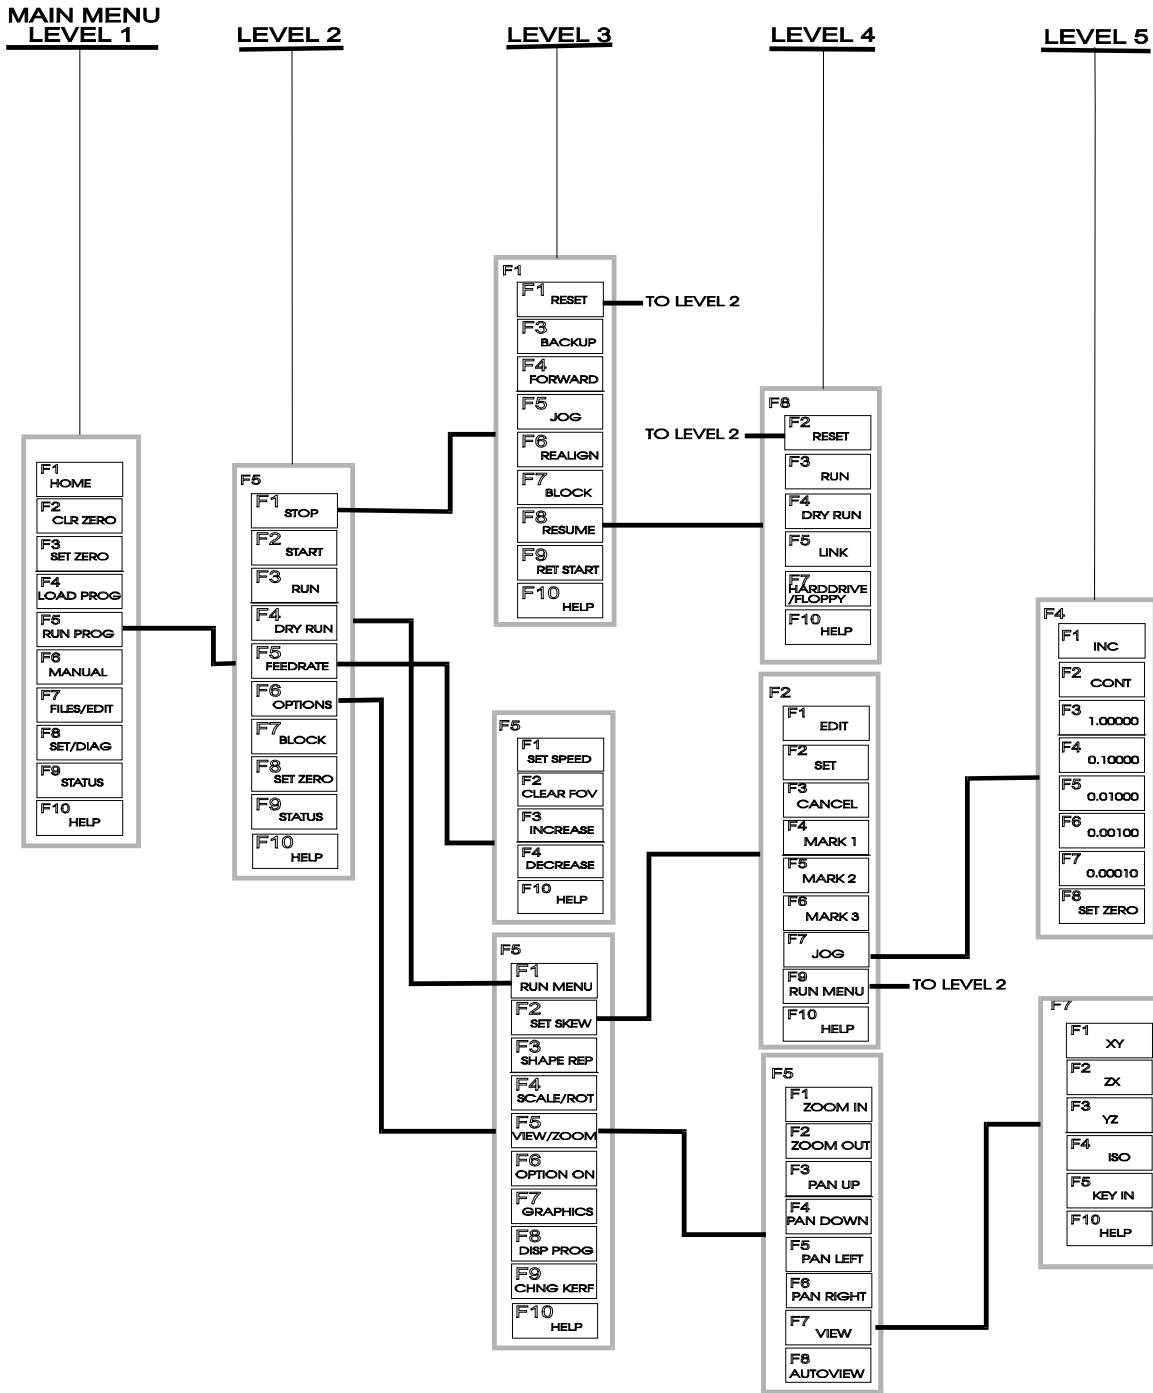 MAIN MENU
LEVEL 1
LEVEL 2
LEVEL 3
LEVEL 4
LEVEL 5
F1
HOME
F2
CLR ZERO
F3
SET ZERO
F4
LOAD PROG
F5
RUN PROG
F6
MANUAL
F7
FILES/EDIT
F8
SET/DIAG
F9
STATUS
F10
HELP
F5
F1
STOP
F2
START
F3
RUN
F4
DRY RUN
F5
FEEDRATE
F6
OPTIONS
F7
BLOCK
F8
SET ZERO
F9
STATUS
F10
HELP
F1
F1
RESET
TO LEVEL 2
F3
BACKUP
F4
FORWARD
F5
JOG
F6
REALIGN
F7
BLOCK
F8
RESUME
F9
RET START
F10
HELP
F5
F1
SET SPEED
F2
CLEAR FOV
F3
INCREASE
F4
DECREASE
F10
HELP
F5
F1
RUN MENU
F2
SET SKEW
F3
SHAPE REP
F4
SCALE/ROT
F5
VIEW/ZOOM
F6
OPTION ON
F7
GRAPHICS
F8
DISP PROG
F9
CHNG KERF
F10
HELP
F8
TO LEVEL 2
F2
RESET
F3
RUN
F4
DRY RUN
F5
LINK
F7
HARDDRIVE
/FLOPPY
F10
HELP
F2
F1
EDIT
F2
SET
F3
CANCEL
F4
MARK 1
F5
MARK 2
F6
MARK 3
F7
JOG
F9
RUN MENU
TO LEVEL 2
F10
HELP
F5
F1
ZOOM IN
F2
ZOOM OUT
F3
PAN UP
F4
PAN DOWN
F5
PAN LEFT
F6
PAN RIGHT
F7
VIEW
F8
AUTOVIEW
F4
F1
INC
F2
CONT
F3
1.00000
F4
0.10000
F5
0.01000
F6
0.00100
F7
0.00010
F8
SET ZERO
F7
F1
XY
F2
ZX
F3
YZ
F4
ISO
F5
KEY IN
F10
HELP